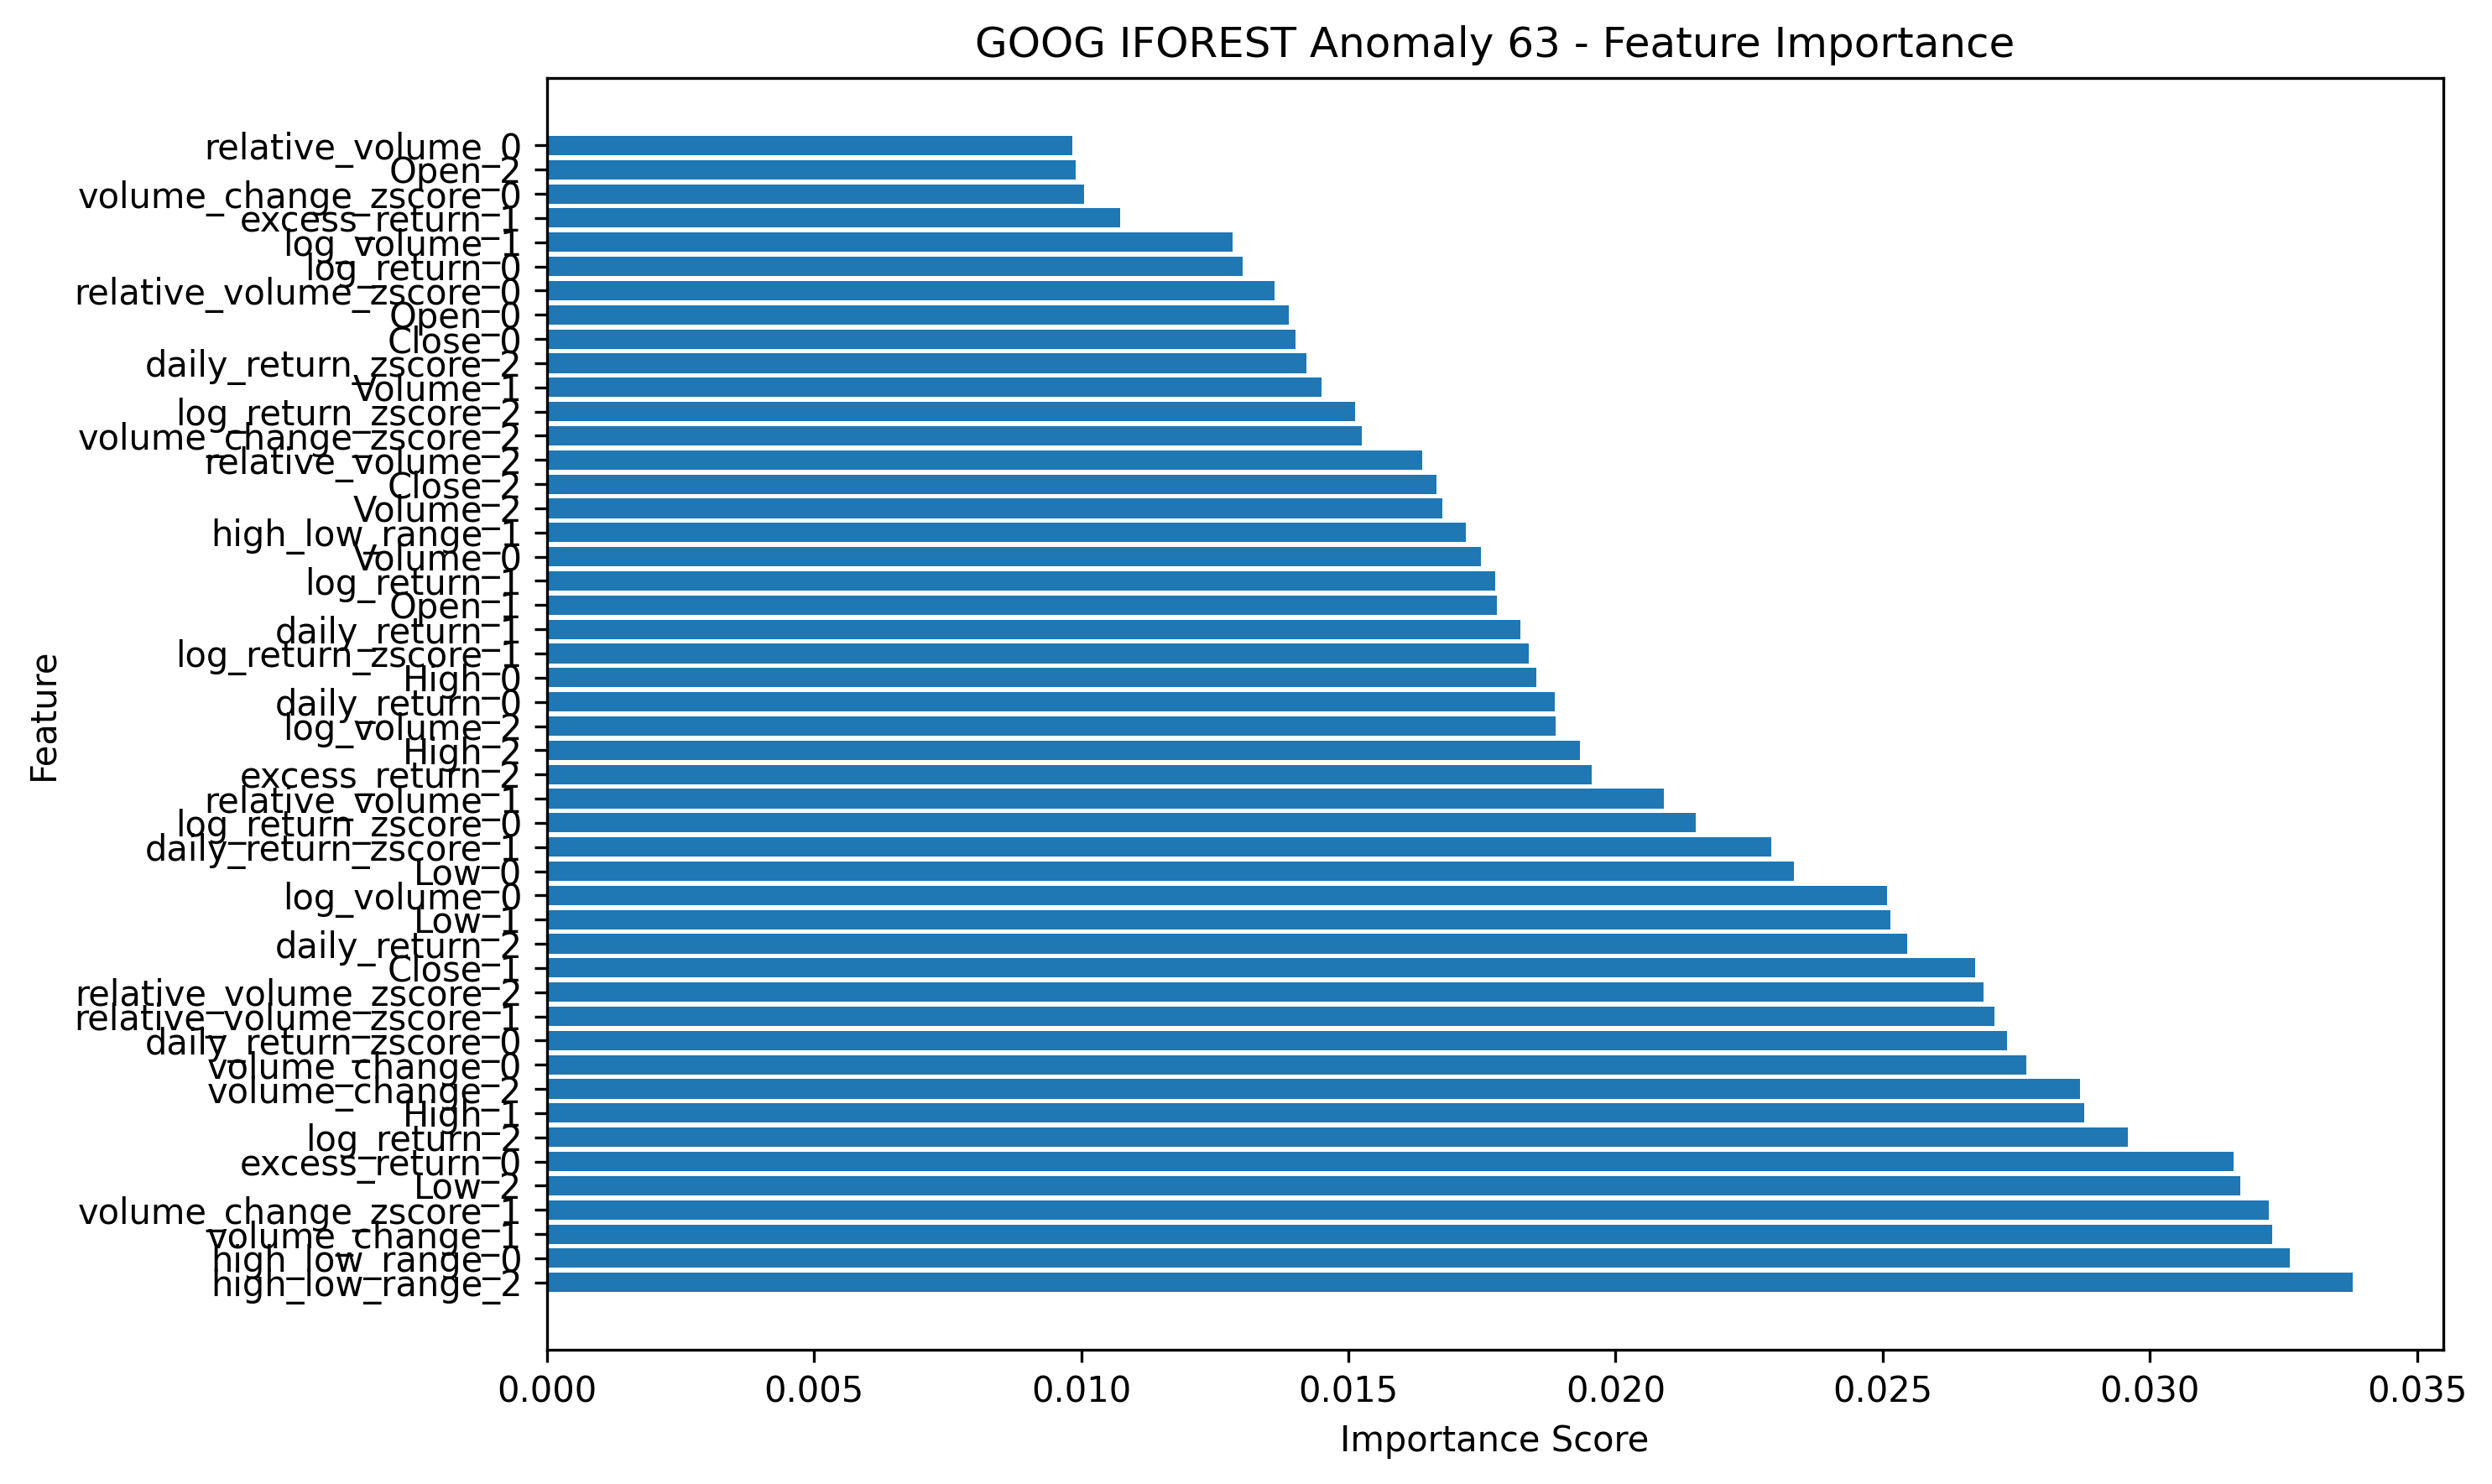 GOOG IFOREST Anomaly 63 - Feature Importance
relative_volume_0
Open_2
volume_change_zscore_0
excess_return_1
log_volume_1
log_return_0
relative_volume_zscore_0
Open_0
Close_0
daily_return_zscore_2
Volume_1
log_return_zscore_2
volume_change_zscore_2
relative_volume_2
Close_2
Volume_2
high_low_range_1
Volume_0
log_return_1
Open_1
daily_return_1
log_return_zscore_1
High_0
daily_return_0
log_volume_2
High_2
excess_return_2
relative_volume_1
log_return_zscore_0
daily_return_zscore_1
Low_0
log_volume_0
Low_1
daily_return_2
Close_1
relative_volume_zscore_2
relative_volume_zscore_1
daily_return_zscore_0
volume_change_0
volume_change_2
High_1
log_return_2
excess_return_0
Low_2
volume_change_zscore_1
volume_change_1
high_low_range_0
high_low_range_2
Feature
0.000 0.005 0.010 0.015 0.020 0.025 0.030 0.035
Importance Score